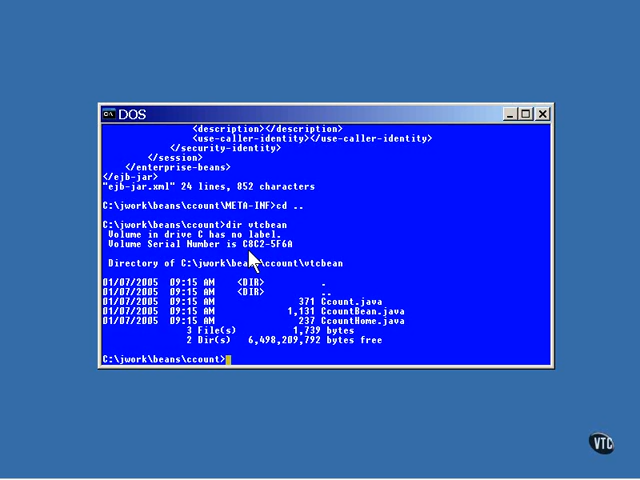 DOS
<description></description>
<use-caller-identity></use-caller-identity>
</security-identity>
</session>
</enterprise-beans>
</ejb-jar>
"ejb-jar.xml" 24 lines, 852 characters
C:\jwork\beans\ccount\META-INF>cd ..
C:\jwork\beans\ccount>dir vtcbean
Volume in drive C has no label.
Volume Serial Number is C8C2-5F6A
Directory of C:\jwork\beans\ccount\vtcbean
01/07/2005 09:15 AM <DIR> .
01/07/2005 09:15 AM <DIR> ..
01/07/2005 09:15 AM 371 Ccount.java
01/07/2005 09:15 AM 1,131 CcountBean.java
01/07/2005 09:15 AM 237 CcountHome.java
3 File(s) 1,739 bytes
2 Dir(s) 6,498,209,792 bytes free
C:\jwork\beans\ccount>
VTC